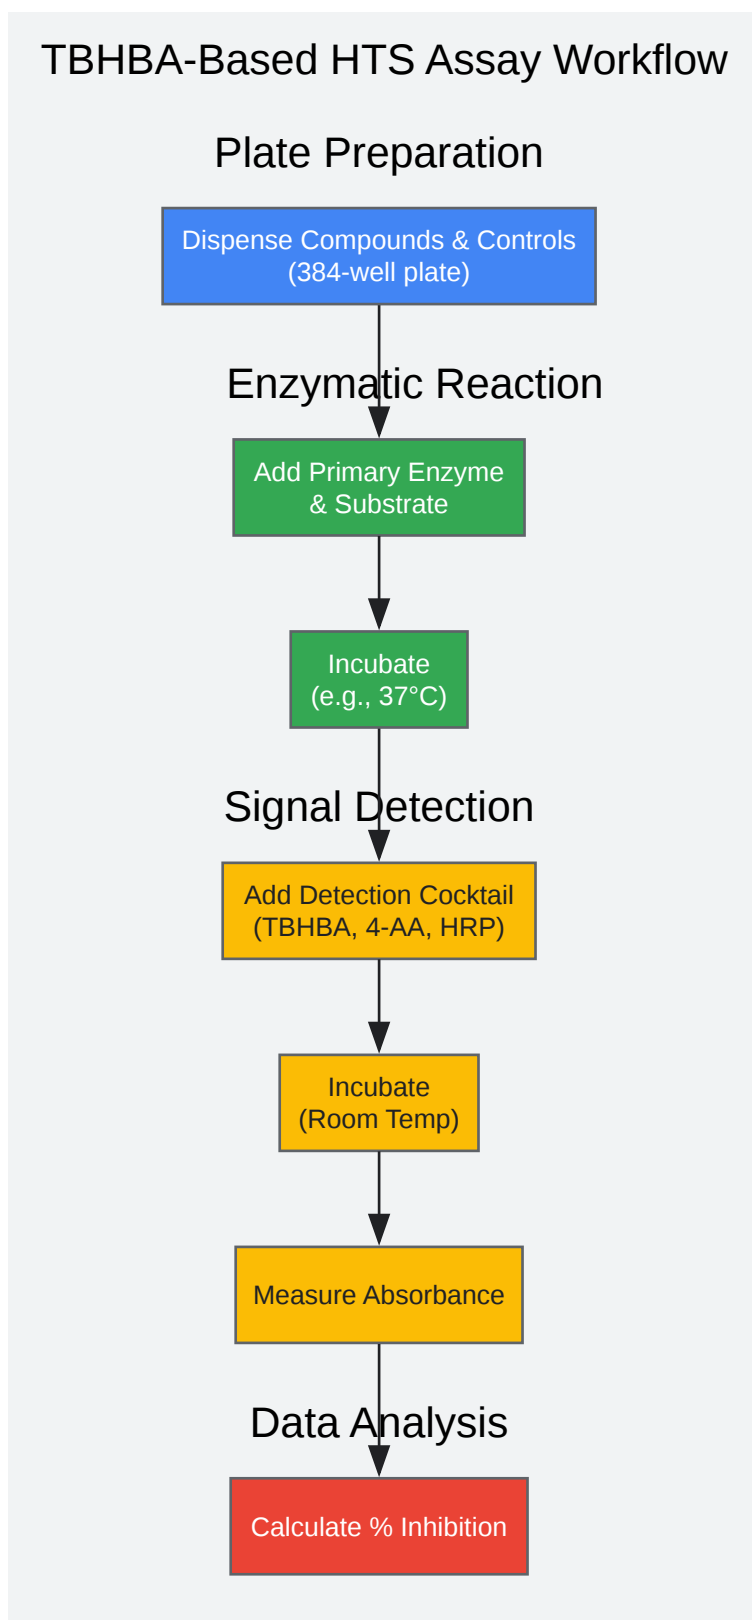 TBHBA-Based HTS Assay Workflow
Plate Preparation
Dispense Compounds & Controls
(384-well plate)
Enzymatic Reaction
Add Primary Enzyme
& Substrate
Incubate
(e.g., 37°C)
Signal Detection
Add Detection Cocktail
(TBHBA, 4-AA, HRP)
Incubate
(Room Temp)
Measure Absorbance
Data Analysis
Calculate % Inhibition